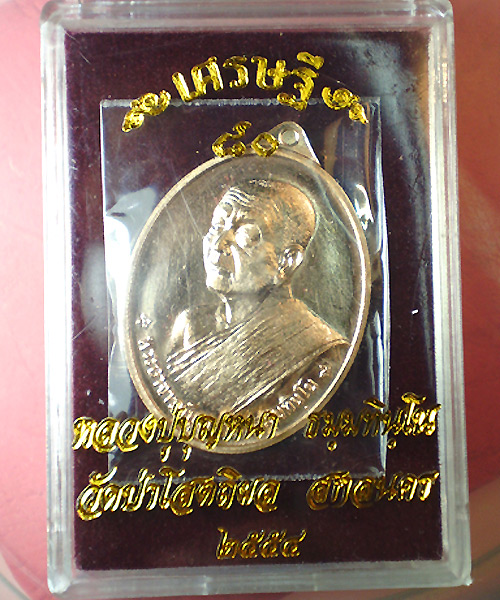 เศรษฐี
๕๐
หลวงปู่บุญหนา ธมฺมทินฺโน
วัดป่าโสตถิผล สกลนคร
๒๕๕๔